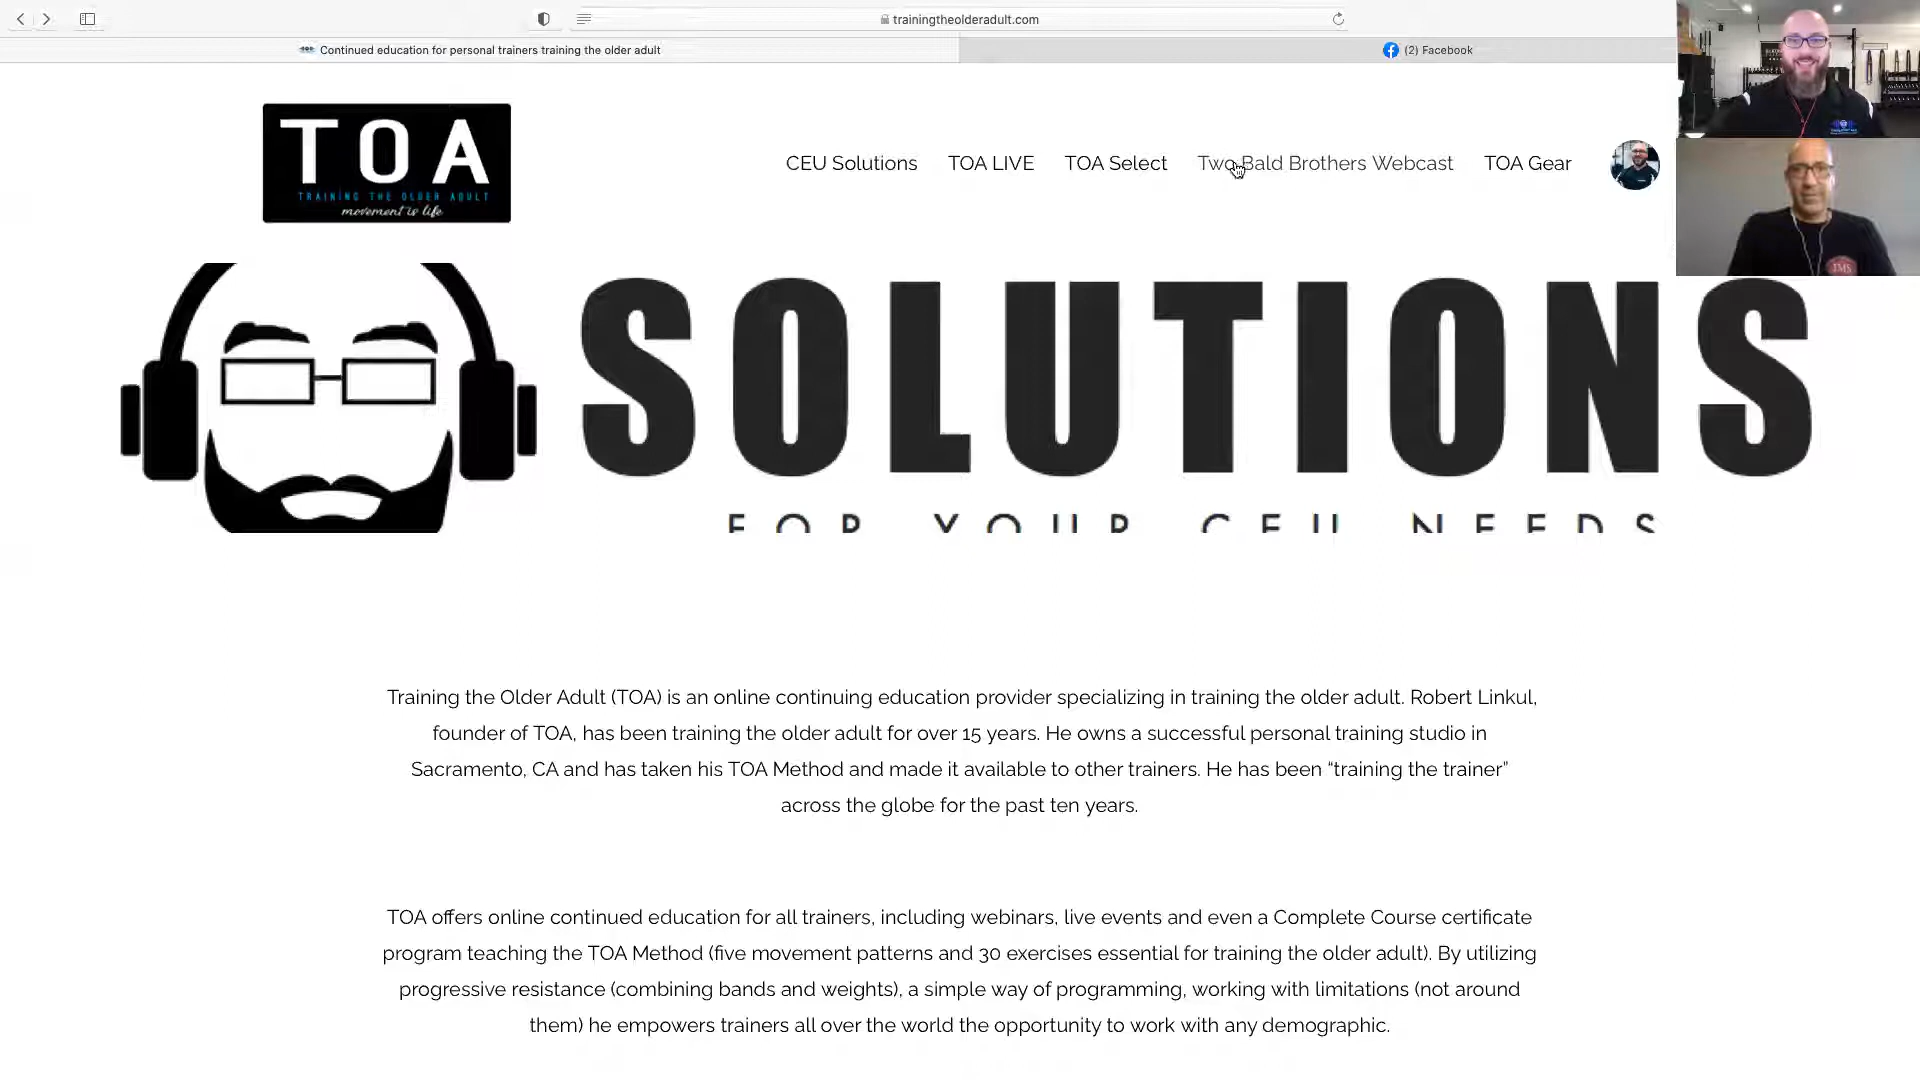 trainingtheolderadult.com
Continued education for personal trainers training the older adult
(2) Facebook
TOA
TRAINING THE OLDER ADULT
movement is life
CEU Solutions TOA LIVE TOA Select Two Bald Brothers Webcast TOA Gear
JMS
SOLUTIONS
FOR YOUR CEU NEEDS
Training the Older Adult (TOA) is an online continuing education provider specializing in training the older adult. Robert Linkul,
founder of TOA, has been training the older adult for over 15 years. He owns a successful personal training studio in
Sacramento, CA and has taken his TOA Method and made it available to other trainers. He has been “training the trainer”
across the globe for the past ten years.
TOA offers online continued education for all trainers, including webinars, live events and even a Complete Course certificate
program teaching the TOA Method (five movement patterns and 30 exercises essential for training the older adult). By utilizing
progressive resistance (combining bands and weights), a simple way of programming, working with limitations (not around
them) he empowers trainers all over the world the opportunity to work with any demographic.